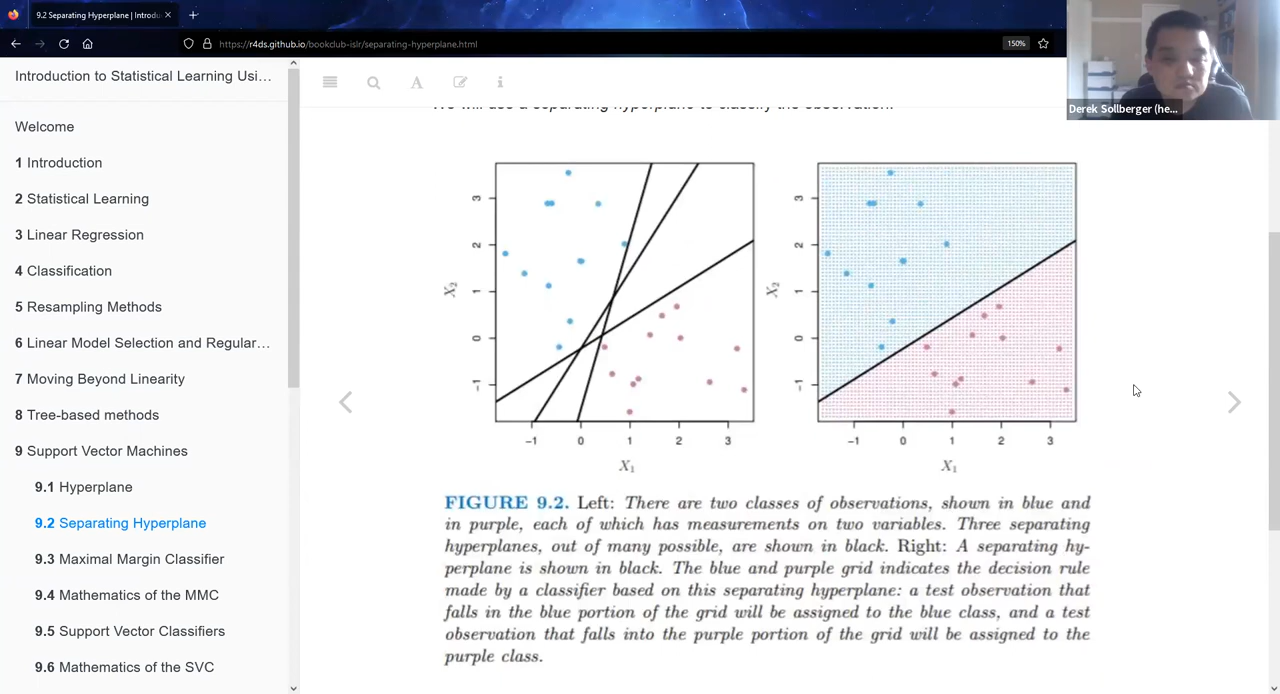 9.2 Separating Hyperplane | Introdu
https://r4ds.github.io/bookclub-islr/separating-hyperplane.html
150%
Derek Sollberger (he...
Introduction to Statistical Learning Usi...
Welcome
1 Introduction
2 Statistical Learning
3 Linear Regression
4 Classification
5 Resampling Methods
6 Linear Model Selection and Regular...
7 Moving Beyond Linearity
8 Tree-based methods
9 Support Vector Machines
9.1 Hyperplane
9.2 Separating Hyperplane
9.3 Maximal Margin Classifier
9.4 Mathematics of the MMC
9.5 Support Vector Classifiers
9.6 Mathematics of the SVC
We will use a separating hyperplane to classify the observation.
X₂
3
2
1
0
−1
−1 0 1 2 3
X₁
X₂
3
2
1
0
−1
−1 0 1 2 3
X₁
FIGURE 9.2. Left: There are two classes of observations, shown in blue and
in purple, each of which has measurements on two variables. Three separating
hyperplanes, out of many possible, are shown in black. Right: A separating hy-
perplane is shown in black. The blue and purple grid indicates the decision rule
made by a classifier based on this separating hyperplane: a test observation that
falls in the blue portion of the grid will be assigned to the blue class, and a test
observation that falls into the purple portion of the grid will be assigned to the
purple class.